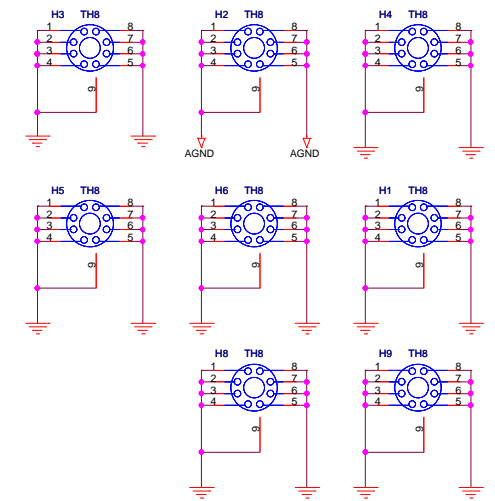 H3 TH8 H2 TH8 H4 TH8
1 8 1 8 1 8
2 7 2 7 2 7
3 6 3 6 3 6
4 5 4 5 4 5
9 9 9
AGND AGND
H5 TH8 H6 TH8 H1 TH8
1 8 1 8 1 8
2 7 2 7 2 7
3 6 3 6 3 6
4 5 4 5 4 5
9 9 9
H8 TH8 H9 TH8
1 8 1 8
2 7 2 7
3 6 3 6
4 5 4 5
9 9